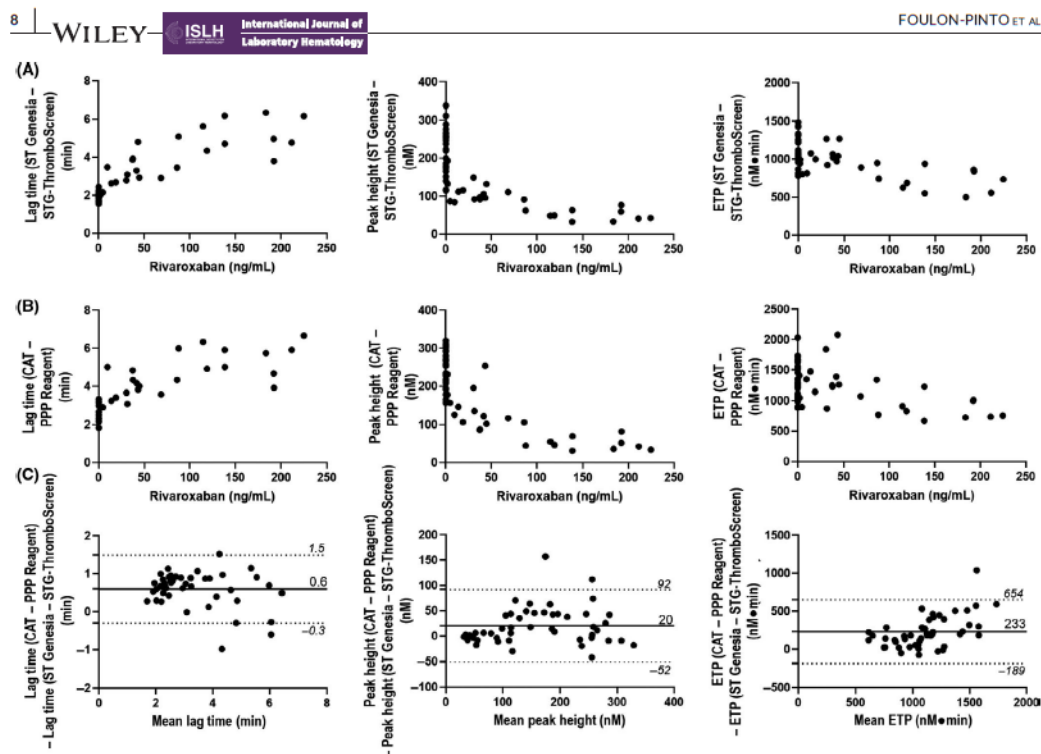 8
WILEY
ISLH
International Journal of
Laboratory Hematology
FOULON-PINTO ET AL
(A)
Lag time (ST Genesia –
STG-ThromboScreen)
(min)
8
6
4
2
0
0 50 100 150 200 250
Rivaroxaban (ng/mL)
Peak height (ST Genesia –
STG-ThromboScreen)
(nM)
400
300
200
100
0
0 50 100 150 200 250
Rivaroxaban (ng/mL)
ETP (ST Genesia –
STG-ThromboScreen)
(nM●min)
2000
1500
1000
500
0
0 50 100 150 200 250
Rivaroxaban (ng/mL)
(B)
Lag time (CAT –
PPP Reagent)
(min)
8
6
4
2
0
0 50 100 150 200 250
Rivaroxaban (ng/mL)
Peak height (CAT –
PPP Reagent)
(nM)
400
300
200
100
0
0 50 100 150 200 250
Rivaroxaban (ng/mL)
ETP (CAT –
PPP Reagent)
(nM●min)
2500
2000
1500
1000
500
0
0 50 100 150 200 250
Rivaroxaban (ng/mL)
(C)
Lag time (CAT – PPP Reagent)
– Lag time (ST Genesia – STG-ThromboScreen)
(min)
2
1
0
–1
–2
1.5
0.6
–0.3
0 2 4 6 8
Mean lag time (min)
Peak height (CAT – PPP Reagent)
– Peak height (ST Genesia – STG-ThromboScreen)
(nM)
200
150
100
50
0
–50
–100
92
20
–52
0 100 200 300 400
Mean peak height (nM)
ETP (CAT – PPP Reagent)
– ETP (ST Genesia – STG-ThromboScreen)
(nM●min)
1500
1000
500
0
–500
654
233
–189
0 500 1000 1500 2000
Mean ETP (nM●min)